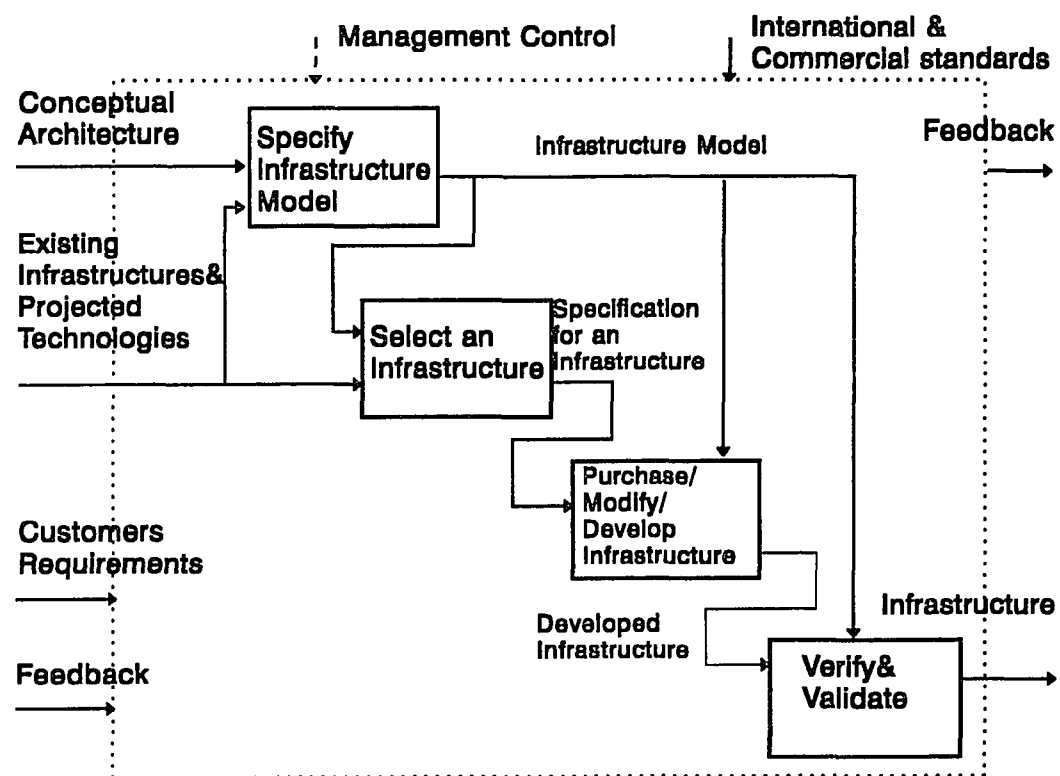 Management Control
International &
Commercial standards
Conceptual
Architecture
Specify
Infrastructure
Model
Infrastructure Model
Feedback
Existing
Infrastructures&
Projected
Technologies
Select an
Infrastructure
Specification
for an
Infrastructure
Purchase/
Modify/
Develop
Infrastructure
Customers
Requirements
Developed
Infrastructure
Infrastructure
Feedback
Verify&
Validate